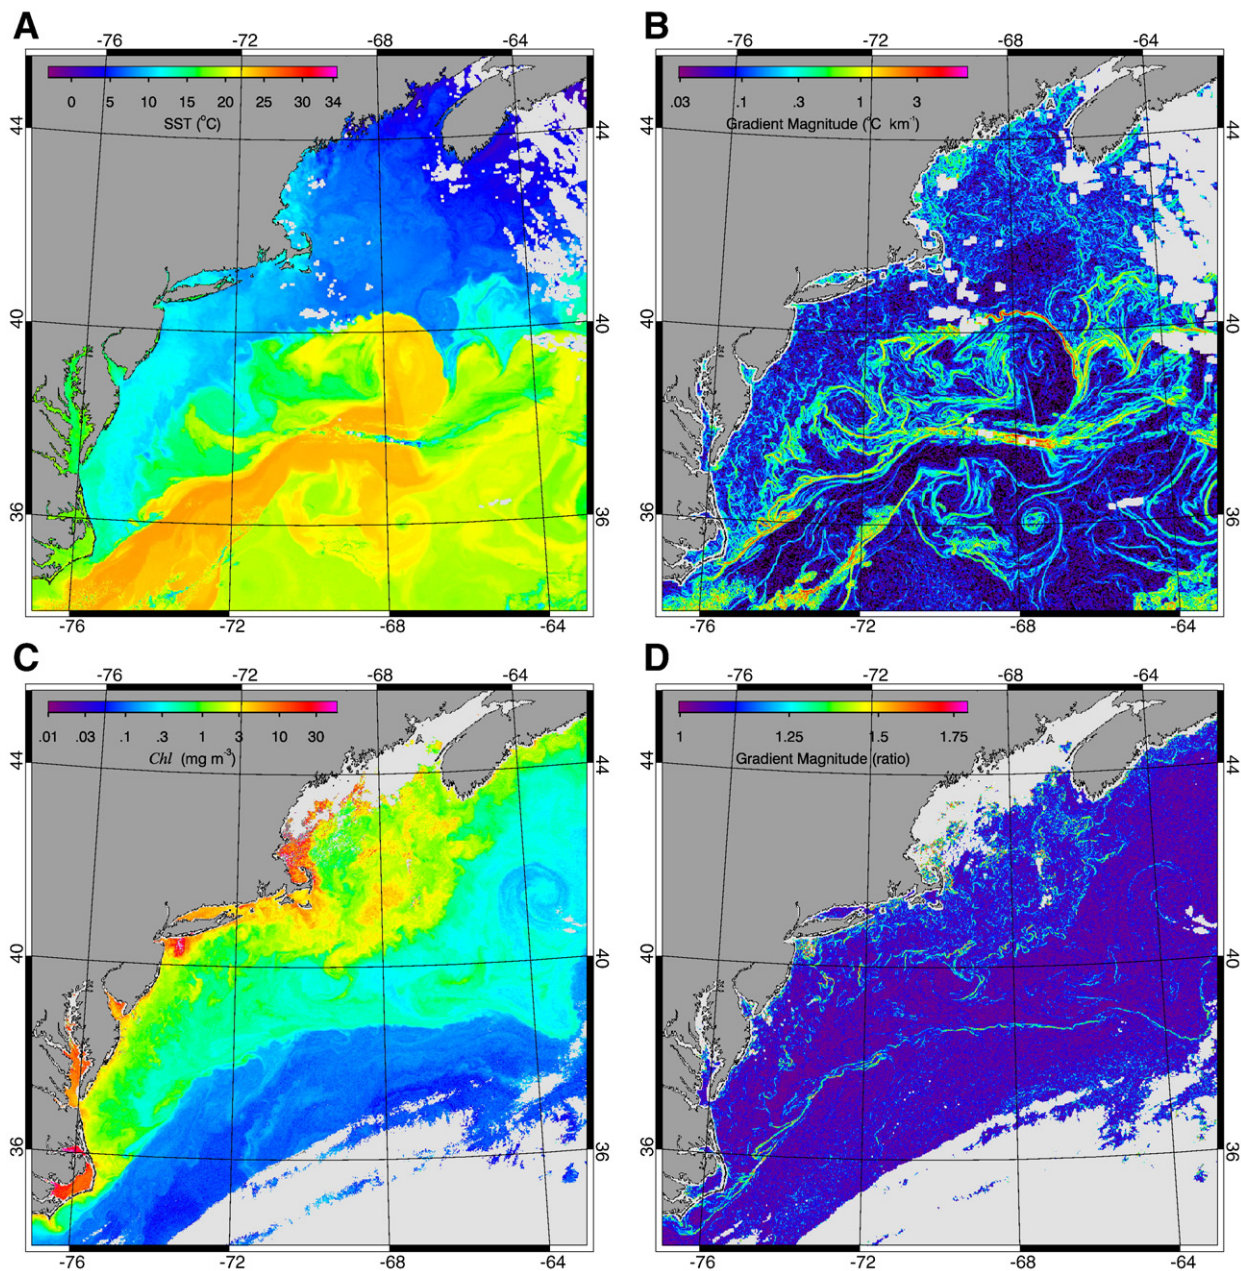 A
B
-76 -72 -68 -64
-76 -72 -68 -64
0 5 10 15 20 25 30 34
SST (°C)
.03 .1 .3 1 3
Gradient Magnitude (°C km⁻¹)
44
44
44
40
40
40
40
36
36
36
36
-76 -72 -68 -64
-76 -72 -68 -64
C
D
-76 -72 -68 -64
-76 -72 -68 -64
.01 .03 .1 .3 1 3 10 30
Chl (mg m⁻³)
1 1.25 1.5 1.75
Gradient Magnitude (ratio)
44
44
44
44
40
40
40
40
36
36
36
36
-76 -72 -68 -64
-76 -72 -68 -64